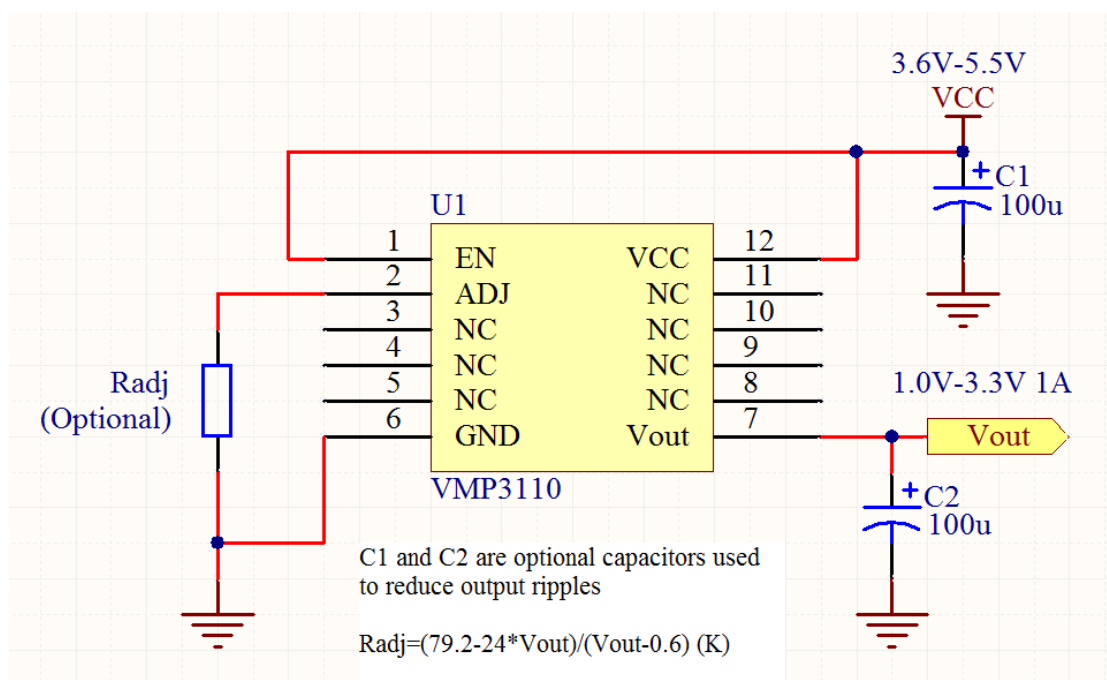 3.6V-5.5V
VCC
C1
100u
U1
1
EN
VCC
12
2
ADJ
NC
11
3
NC
NC
10
4
NC
NC
9
5
NC
NC
8
6
GND
Vout
7
VMP3110
Radj
(Optional)
1.0V-3.3V 1A
Vout
C2
100u
C1 and C2 are optional capacitors used
to reduce output ripples
Radj=(79.2-24*Vout)/(Vout-0.6) (K)